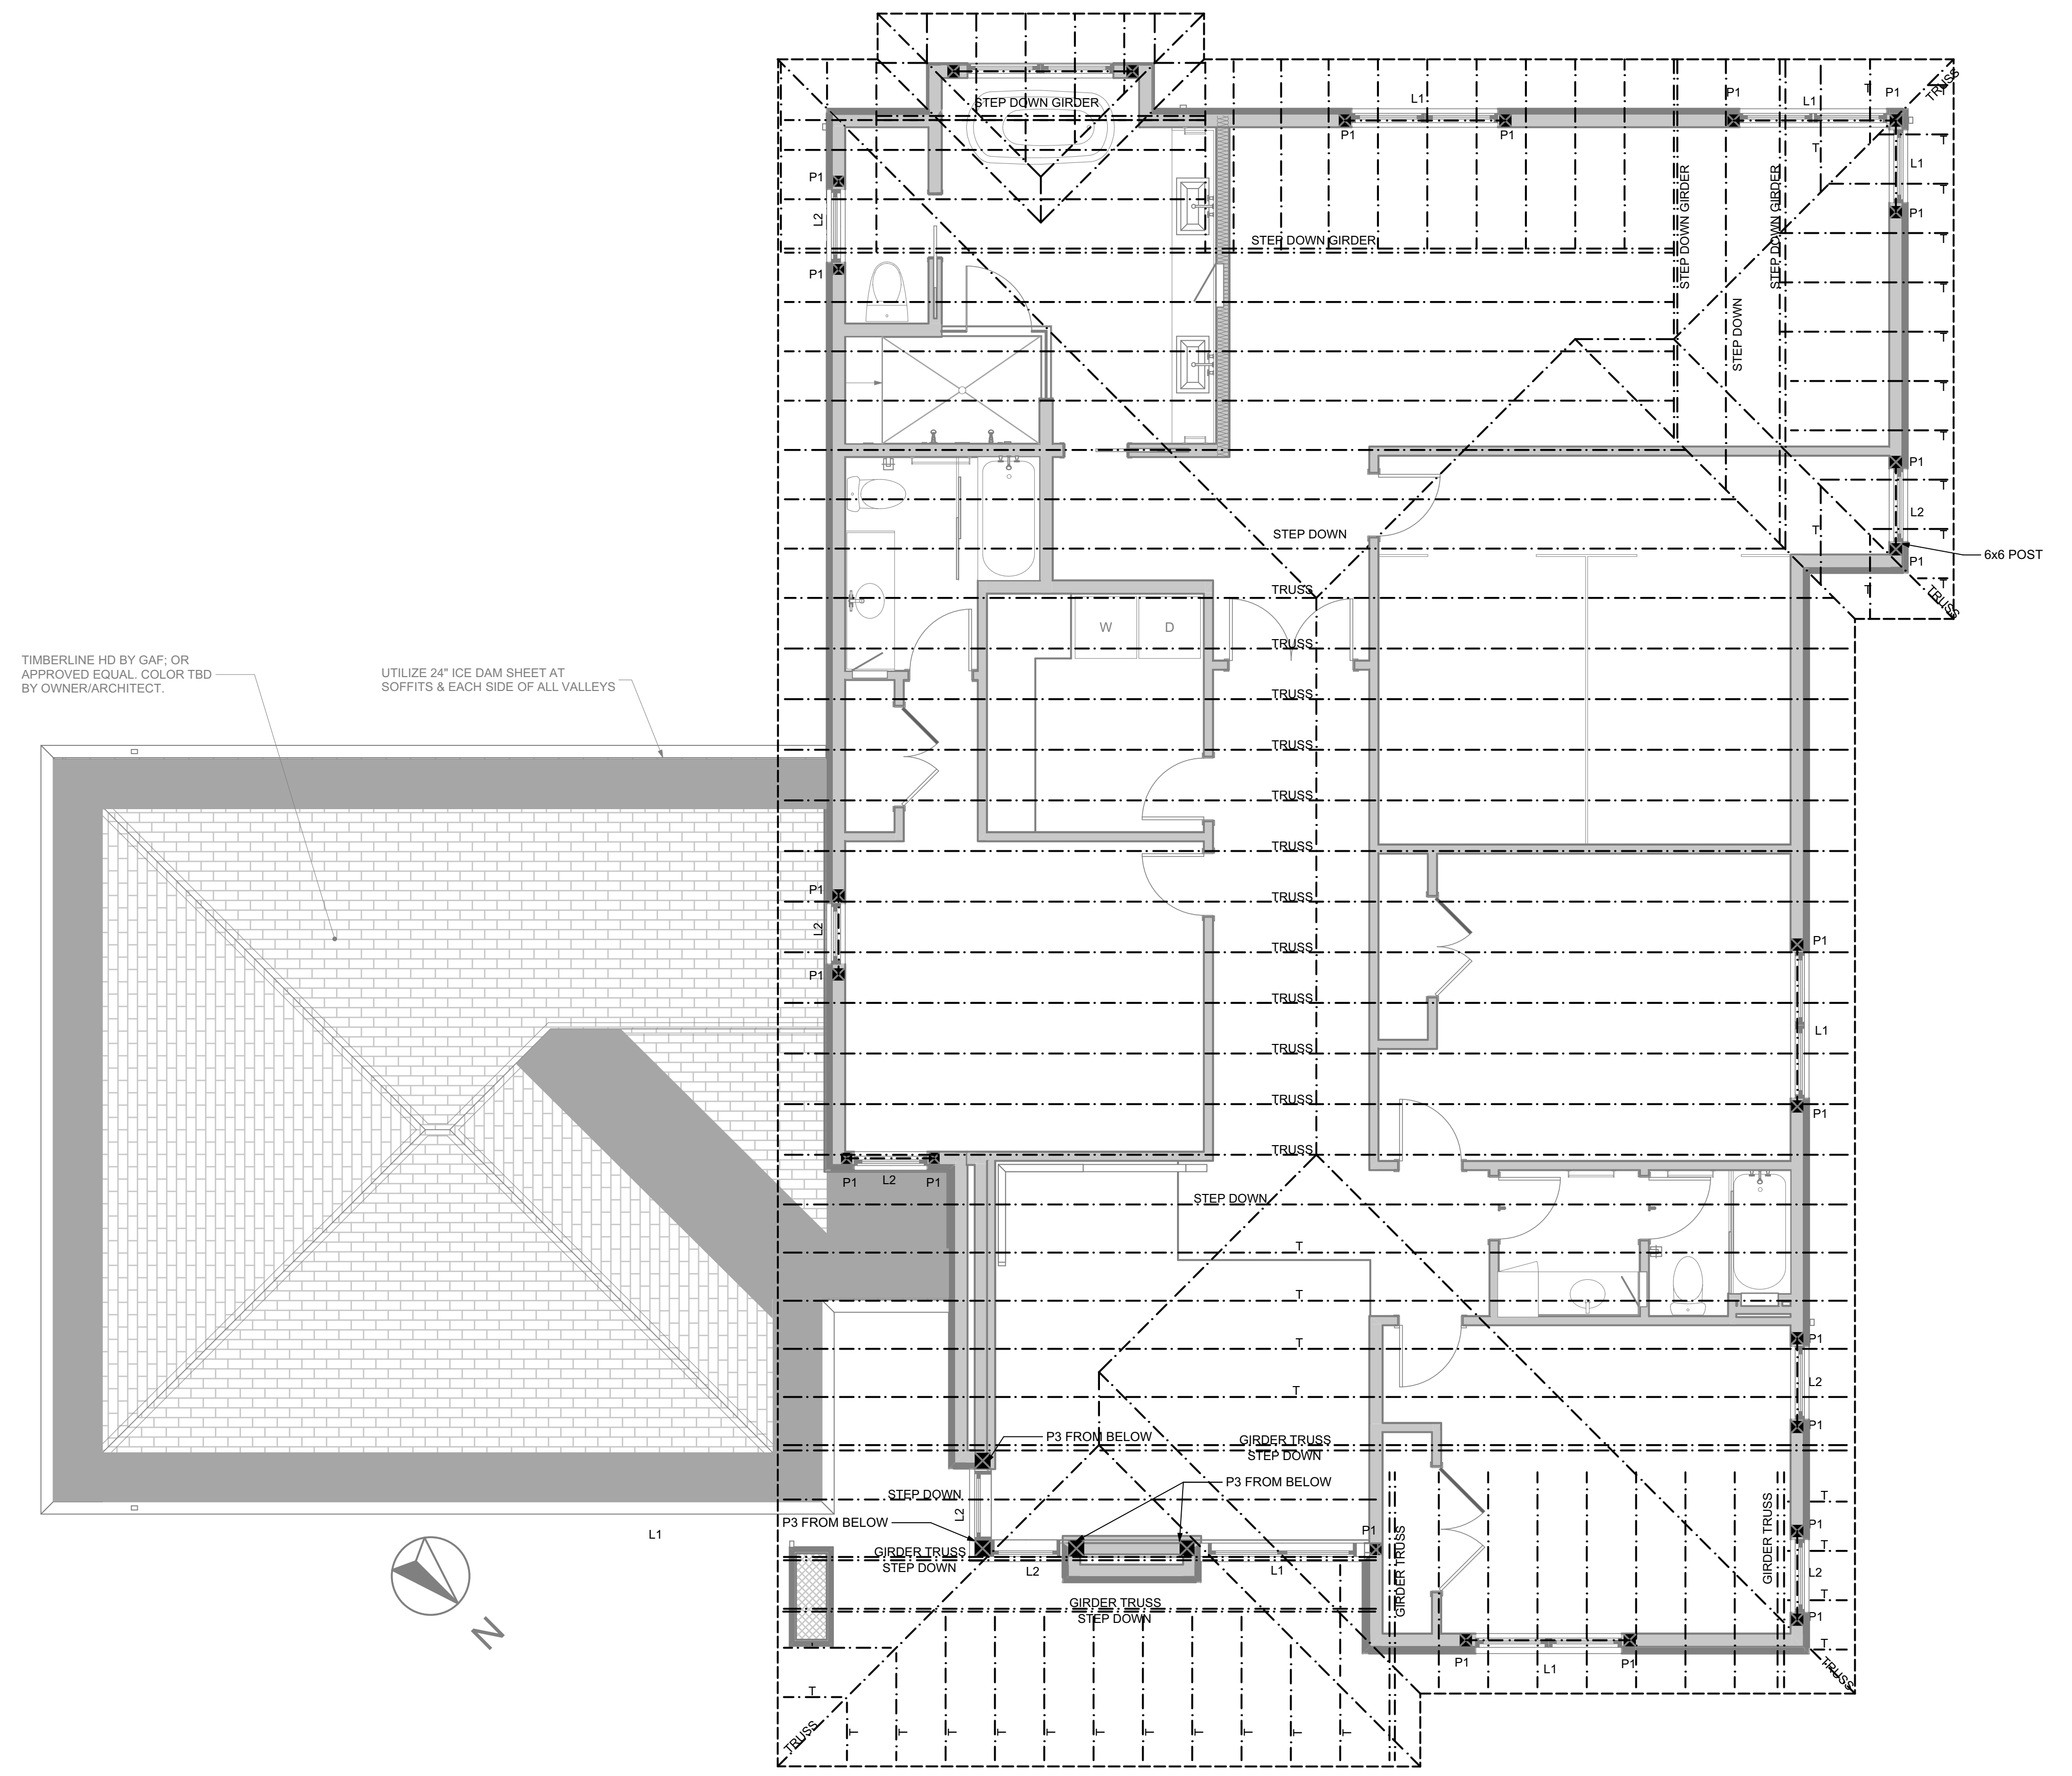 STEP DOWN GIRDER
L1
P1
L1
T
P1
TRUSS
P1
P1
T
T
L1
T
P1
L2
P1
P1
T
STEP DOWN GIRDER
STEP DOWN GIRDER
STEP DOWN GIRDER
T
STEP DOWN
T
T
T
P1
T
L2
T
STEP DOWN
T
6x6 POST
P1
T
T
TRUSS
TRUSS
W
D
TRUSS
TIMBERLINE HD BY GAF; OR
APPROVED EQUAL. COLOR TBD
BY OWNER/ARCHITECT.
UTILIZE 24" ICE DAM SHEET AT
SOFFITS & EACH SIDE OF ALL VALLEYS
TRUSS
TRUSS
TRUSS
TRUSS
P1
TRUSS
L2
P1
TRUSS
P1
P1
TRUSS
L1
TRUSS
TRUSS
P1
TRUSS
P1
L2
P1
STEP DOWN
T
T
T
P1
L2
T
P1
P3 FROM BELOW
GIRDER TRUSS
STEP DOWN
P3 FROM BELOW
STEP DOWN
L2
T
GIRDER TRUSS
P3 FROM BELOW
L1
P1
P1
GIRDER TRUSS
GIRDER TRUSS
STEP DOWN
T
L2
L1
L2
T
GIRDER TRUSS
STEP DOWN
P1
N
T
P1
L1
P1
TRUSS
T
TRUSS
T
T
T
T
T
T
T
T
T
T
T